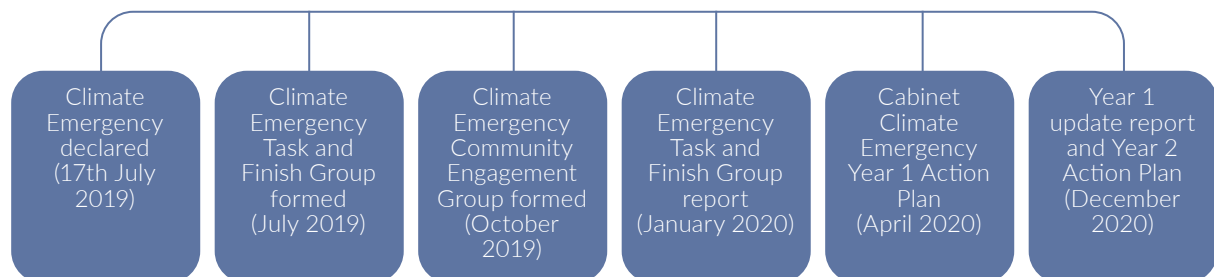 Climate
Emergency
declared
(17th July
2019)
Climate
Emergency
Task and
Finish Group
formed
(July 2019)
Climate
Emergency
Community
Engagement
Group formed
(October
2019)
Climate
Emergency
Task and
Finish Group
report
(January 2020)
Cabinet
Climate
Emergency
Year 1 Action
Plan
(April 2020)
Year 1
update report
and Year 2
Action Plan
(December
2020)